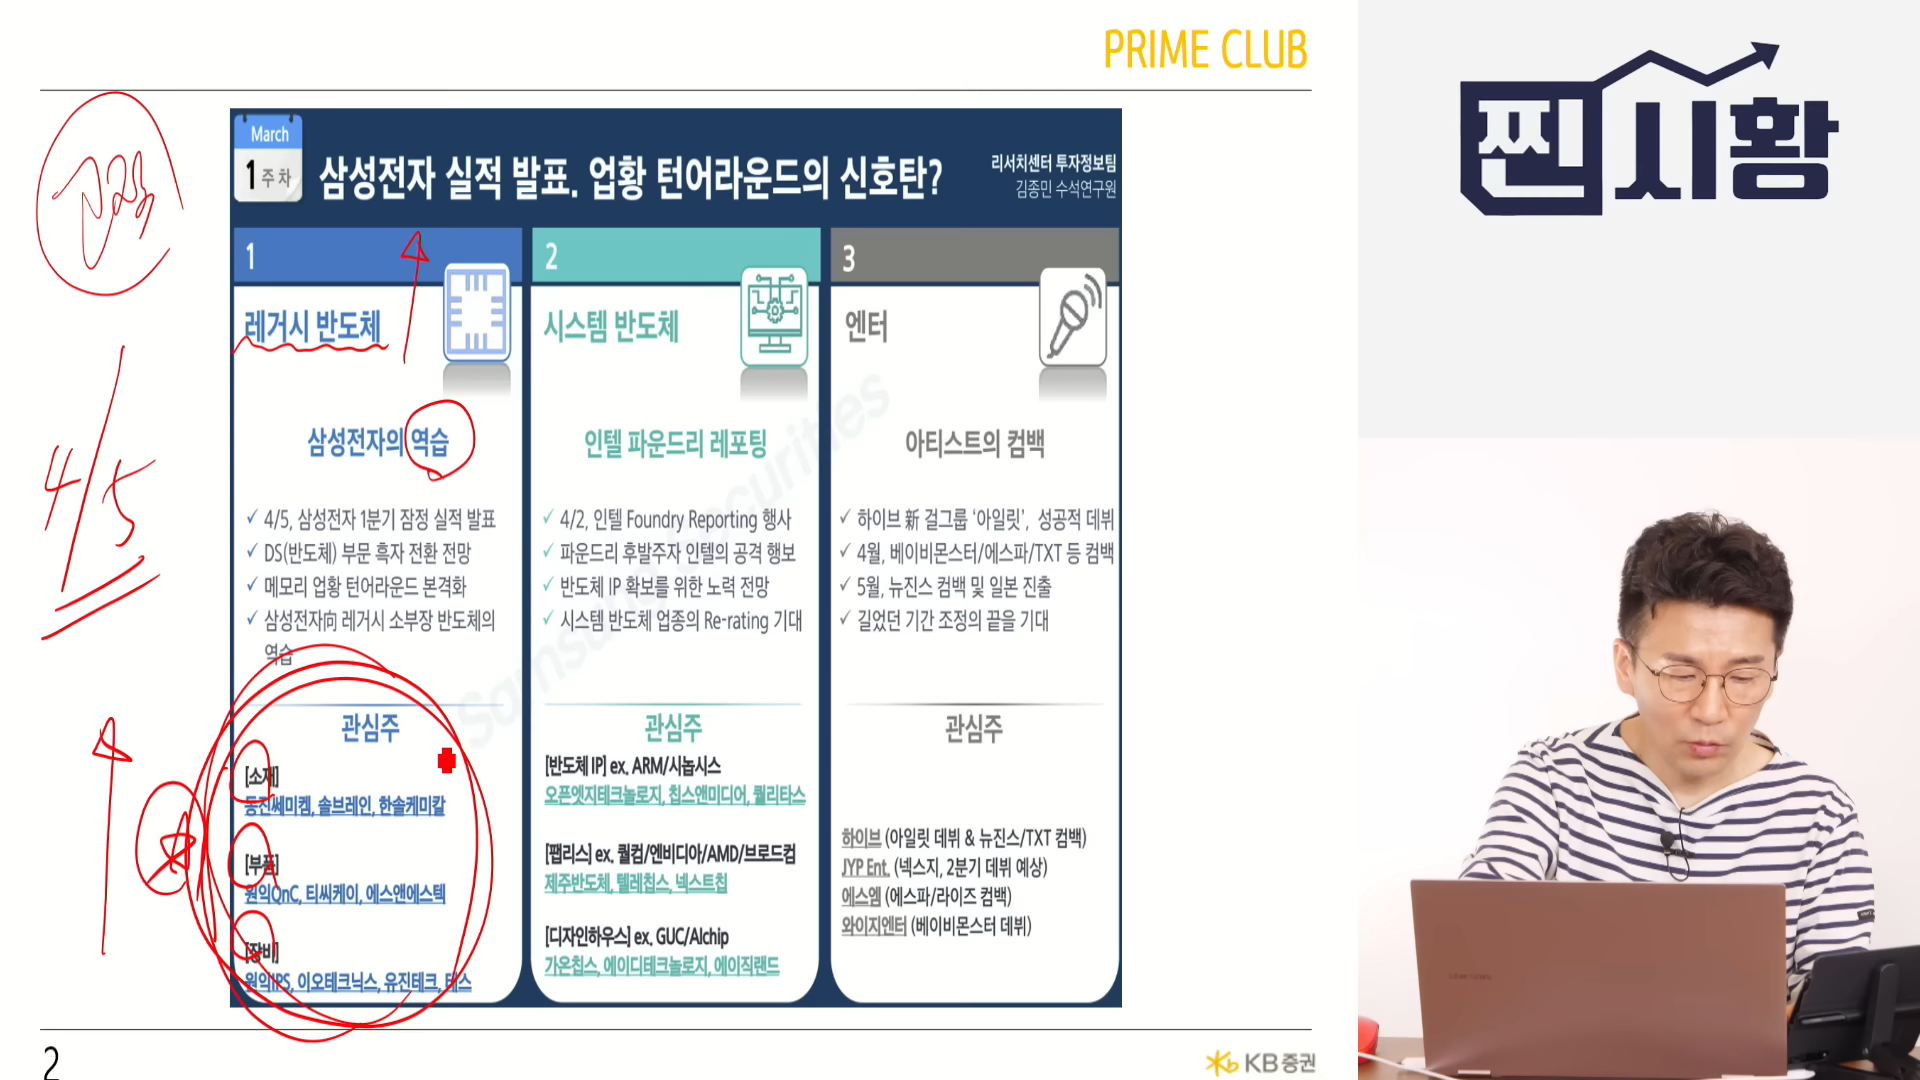 PRIME CLUB
March
1주차
삼성전자 실적 발표. 업황 턴어라운드의 신호탄?
리서치센터 투자정보팀
김종민 수석연구원
1
레거시 반도체
삼성전자의 역습
✓ 4/5, 삼성전자 1분기 잠정 실적 발표
✓ DS(반도체) 부문 흑자 전환 전망
✓ 메모리 업황 턴어라운드 본격화
✓ 삼성전자向 레거시 소부장 반도체의
역습
관심주
[소재]
동진쎄미켐, 솔브레인, 한솔케미칼
[부품]
원익QnC, 티씨케이, 에스앤에스텍
[장비]
원익IPS, 이오테크닉스, 유진테크, 테스
2
시스템 반도체
인텔 파운드리 레포팅
✓ 4/2, 인텔 Foundry Reporting 행사
✓ 파운드리 후발주자 인텔의 공격 행보
✓ 반도체 IP 확보를 위한 노력 전망
✓ 시스템 반도체 업종의 Re-rating 기대
관심주
[반도체 IP] ex. ARM/시놉시스
오픈엣지테크놀로지, 칩스앤미디어, 퀄리타스
[팹리스] ex. 퀄컴/엔비디아/AMD/브로드컴
제주반도체, 텔레칩스, 넥스트칩
[디자인하우스] ex. GUC/AIchip
가온칩스, 에이디테크놀로지, 에이직랜드
3
엔터
아티스트의 컴백
✓ 하이브 新 걸그룹 '아일릿', 성공적 데뷔
✓ 4월, 베이비몬스터/에스파/TXT 등 컴백
✓ 5월, 뉴진스 컴백 및 일본 진출
✓ 길었던 기간 조정의 끝을 기대
관심주
하이브 (아일릿 데뷔 & 뉴진스/TXT 컴백)
JYP Ent. (넥스지, 2분기 데뷔 예상)
에스엠 (에스파/라이즈 컴백)
와이지엔터 (베이비몬스터 데뷔)
Samsung Securities
4/5
2
KB증권
찐시황